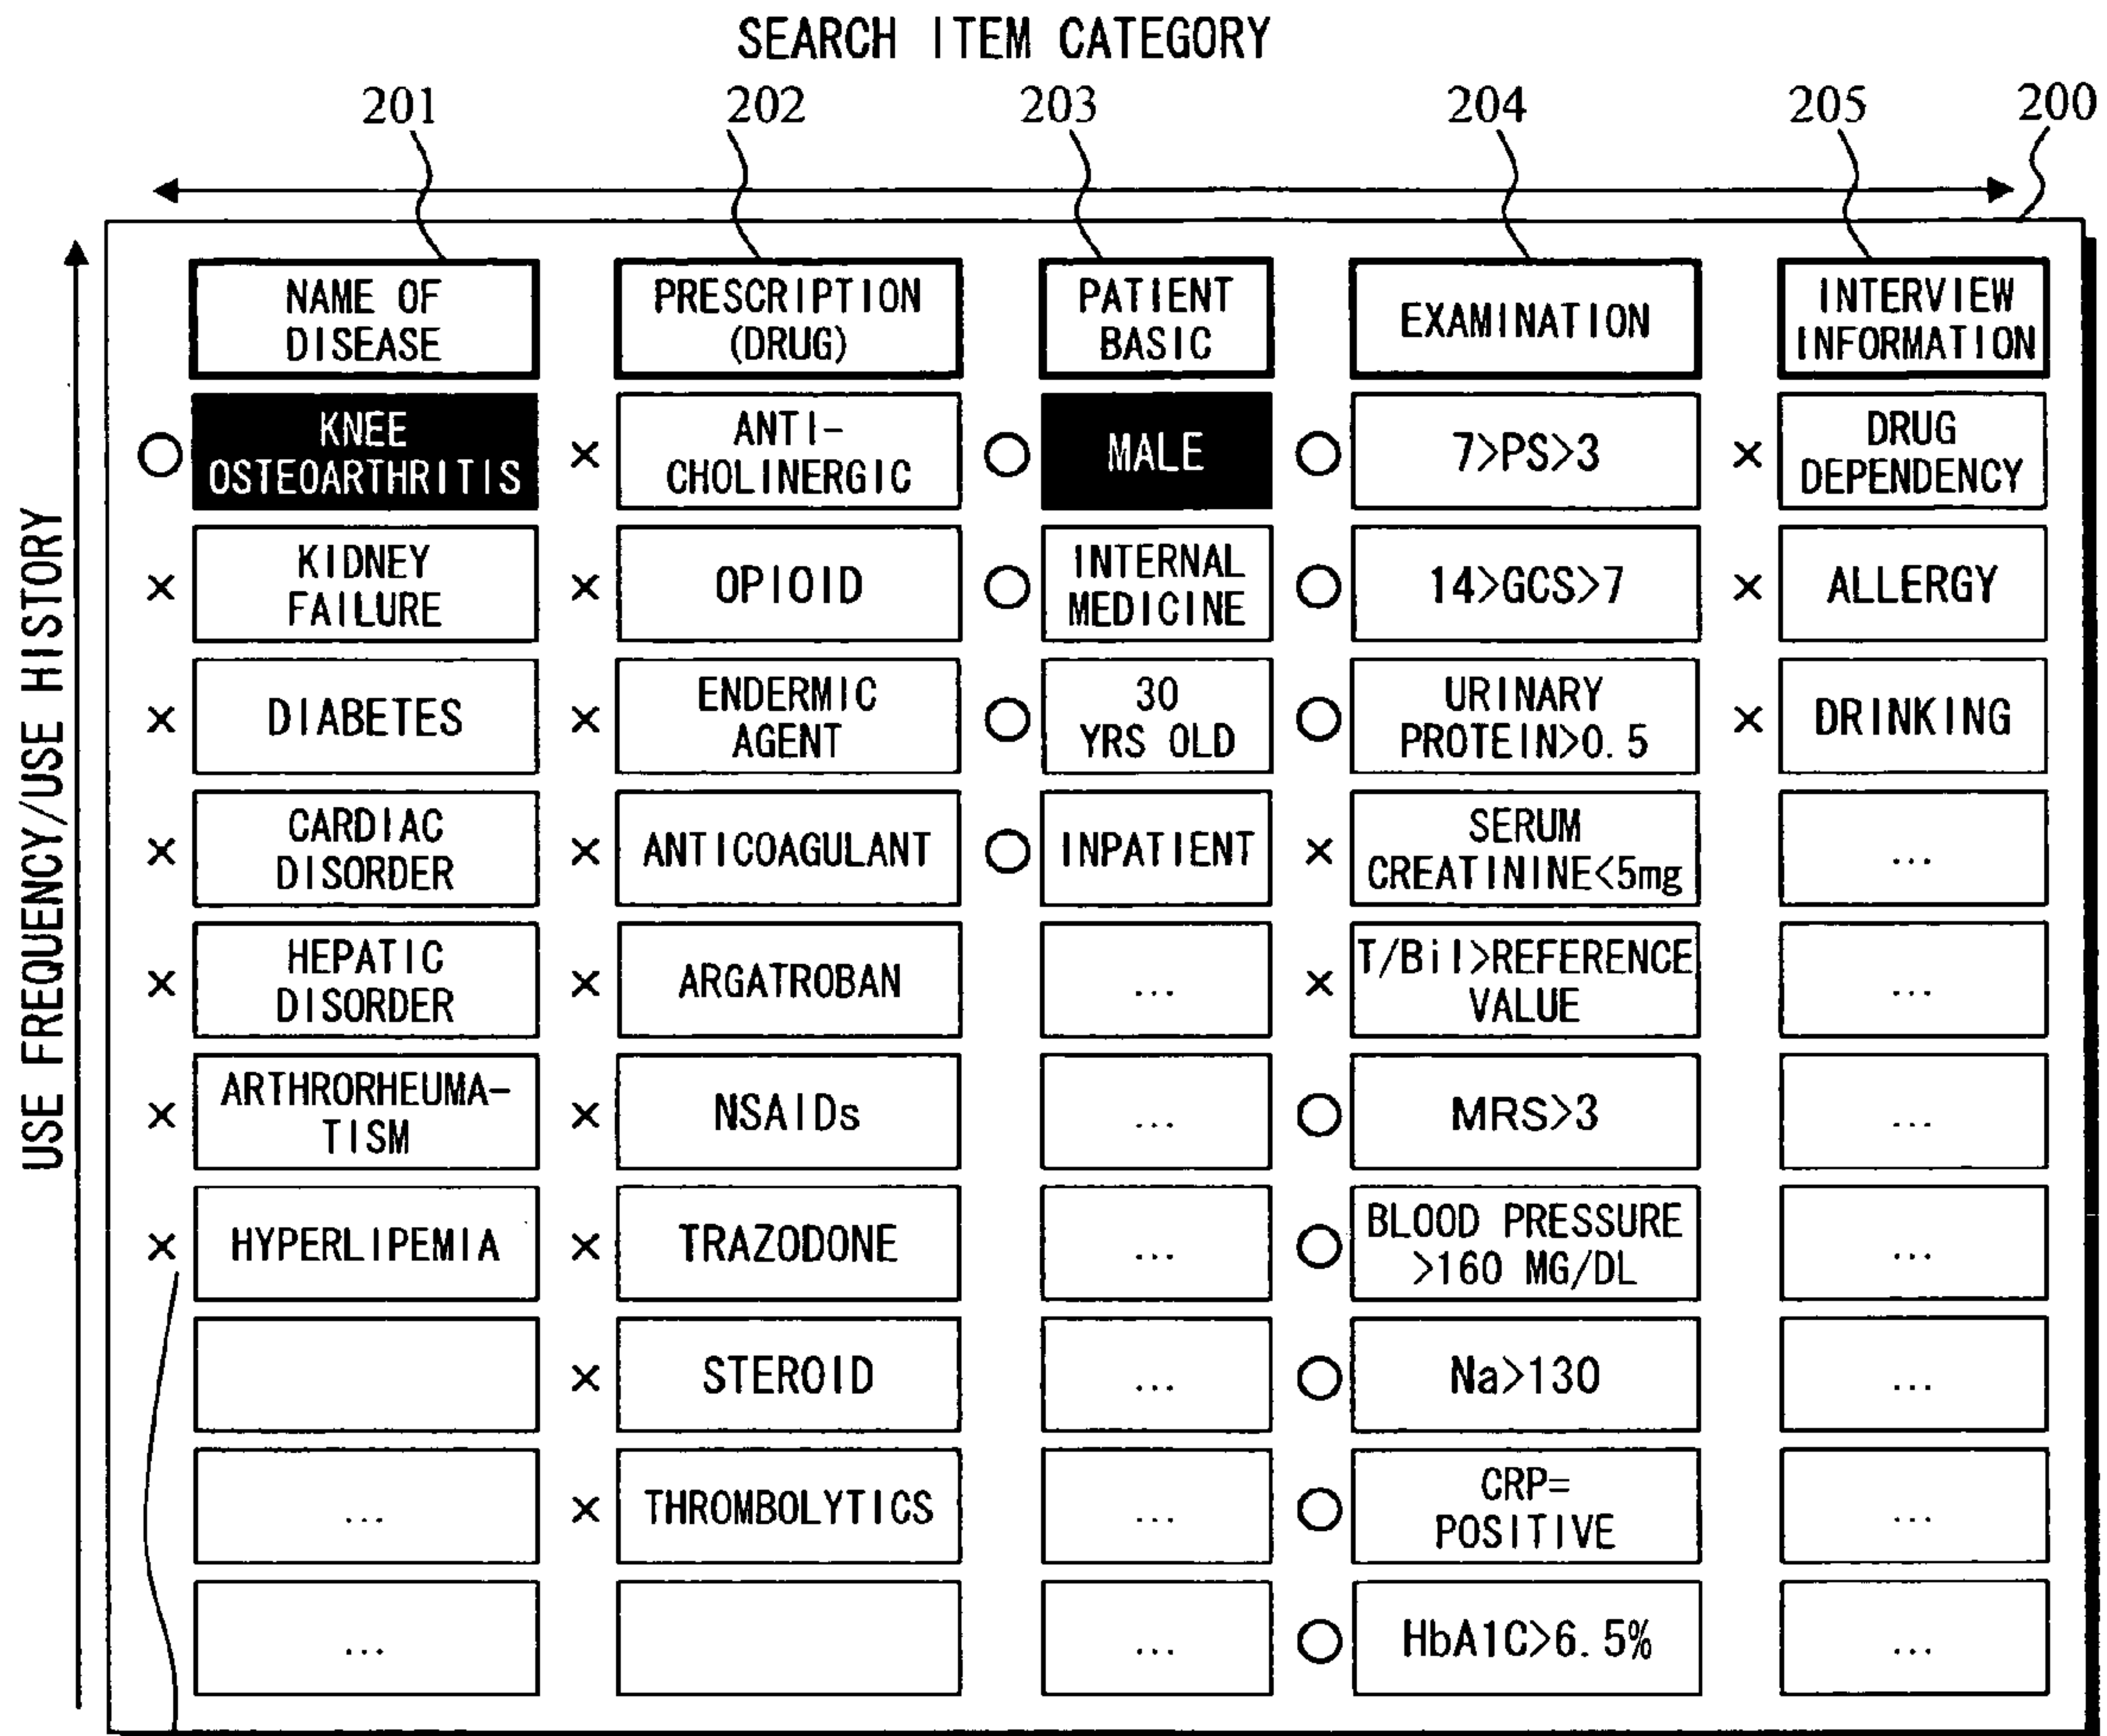 SEARCH ITEM CATEGORY
201 202 203 204 205 200
USE FREQUENCY/USE HISTORY
NAME OF
DISEASE
PRESCRIPTION
(DRUG)
PATIENT
BASIC
EXAMINATION
INTERVIEW
INFORMATION
○ KNEE
OSTEOARTHRITIS
× ANTI-
CHOLINERGIC
○ MALE
○ 7>PS>3
× DRUG
DEPENDENCY
× KIDNEY
FAILURE
× OPIOID
○ INTERNAL
MEDICINE
○ 14>GCS>7
× ALLERGY
× DIABETES
× ENDERMIC
AGENT
○ 30
YRS OLD
○ URINARY
PROTEIN>0.5
× DRINKING
× CARDIAC
DISORDER
× ANTICOAGULANT
○ INPATIENT
× SERUM
CREATININE<5mg
...
× HEPATIC
DISORDER
× ARGATROBAN
...
× T/Bil>REFERENCE
VALUE
...
× ARTHRORHEUMA-
TISM
× NSAIDs
...
○ MRS>3
...
× HYPERLIPEMIA
× TRAZODONE
...
○ BLOOD PRESSURE
>160 MG/DL
...
× STEROID
...
○ Na>130
...
...
× THROMBOLYTICS
...
○ CRP=
POSITIVE
...
...
...
○ HbA1C>6.5%
...